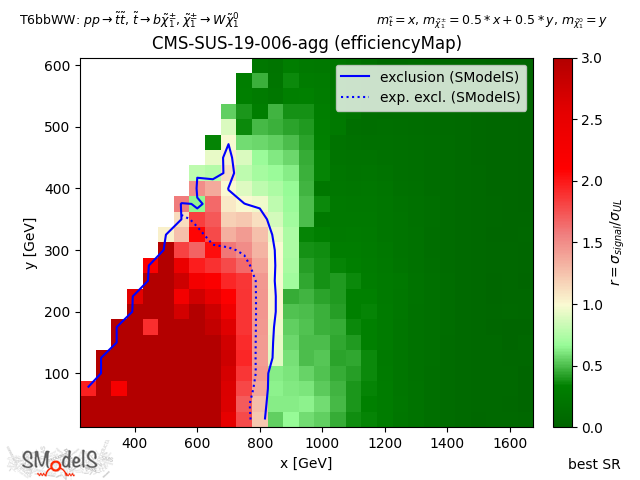 T6bbWW: pp → t̃t̃, t̃ → bχ̃₁⁺, χ̃₁⁺ → Wχ̃₁⁰ m_t̃ = x, m_χ̃₁± = 0.5 * x + 0.5 * y, m_χ̃₁⁰ = y
CMS-SUS-19-006-agg (efficiencyMap)
exclusion (SModelS)
exp. excl. (SModelS)
600
500
400
300
200
100
y [GeV]
400 600 800 1000 1200 1400 1600
x [GeV]
3.0
2.5
2.0
1.5
1.0
0.5
0.0
r = σ_signal/σ_UL
SModelS
best SR